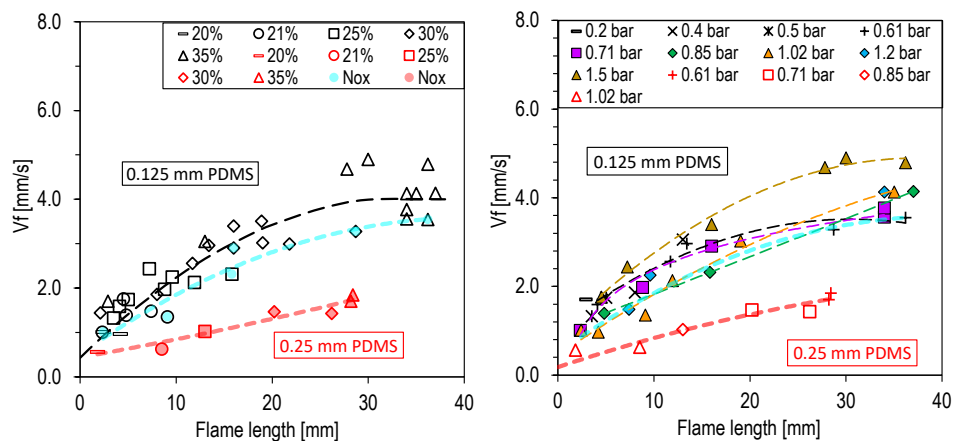 8.0
6.0
4.0
2.0
0.0
Vf [mm/s]
20% 21% 25% 30%
35% 20% 21% 25%
30% 35% Nox Nox
0.125 mm PDMS
0.25 mm PDMS
0 10 20 30 40
Flame length [mm]
8.0
6.0
4.0
2.0
0.0
Vf [mm/s]
0.2 bar 0.4 bar 0.5 bar 0.61 bar
0.71 bar 0.85 bar 1.02 bar 1.2 bar
1.5 bar 0.61 bar 0.71 bar 0.85 bar
1.02 bar
0.125 mm PDMS
0.25 mm PDMS
0 10 20 30 40
Flame length [mm]